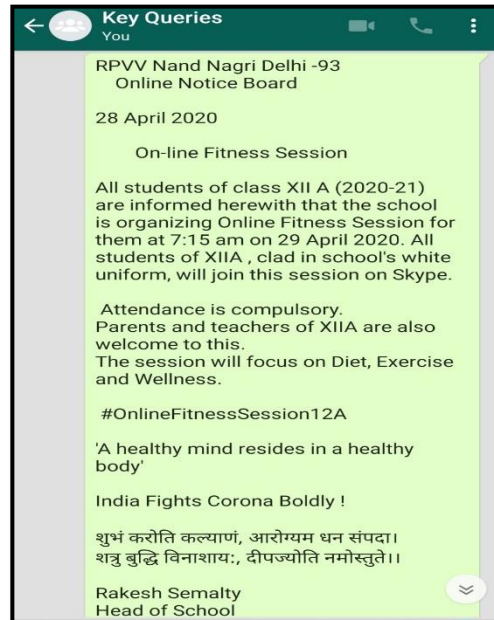 Key Queries
You
RPVV Nand Nagri Delhi -93
Online Notice Board
28 April 2020
On-line Fitness Session
All students of class XII A (2020-21)
are informed herewith that the school
is organizing Online Fitness Session for
them at 7:15 am on 29 April 2020. All
students of XIIA , clad in school's white
uniform, will join this session on Skype.
Attendance is compulsory.
Parents and teachers of XIIA are also
welcome to this.
The session will focus on Diet, Exercise
and Wellness.
#OnlineFitnessSession12A
'A healthy mind resides in a healthy
body'
India Fights Corona Boldly !
शुभं करोति कल्याणं, आरोग्यम धन संपदा।
शत्रु बुद्धि विनाशाय:, दीपज्योति नमोस्तुते।।
Rakesh Semalty
Head of School